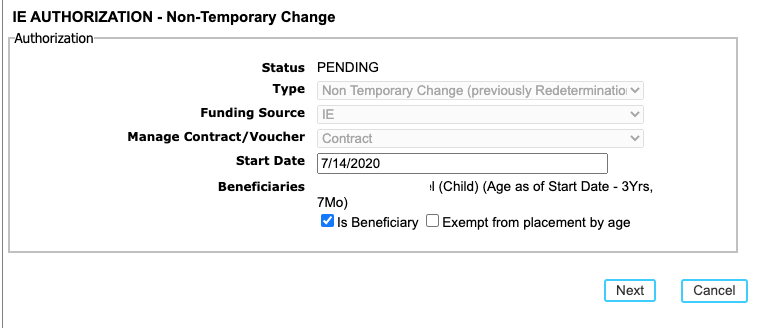 IE AUTHORIZATION - Non-Temporary Change
Authorization
Status PENDING
Type Non Temporary Change (previously Redeterminatio
Funding Source IE
Manage Contract/Voucher Contract
Start Date 7/14/2020
Beneficiaries (Child) (Age as of Start Date - 3Yrs,
7Mo)
Is Beneficiary Exempt from placement by age
Next Cancel